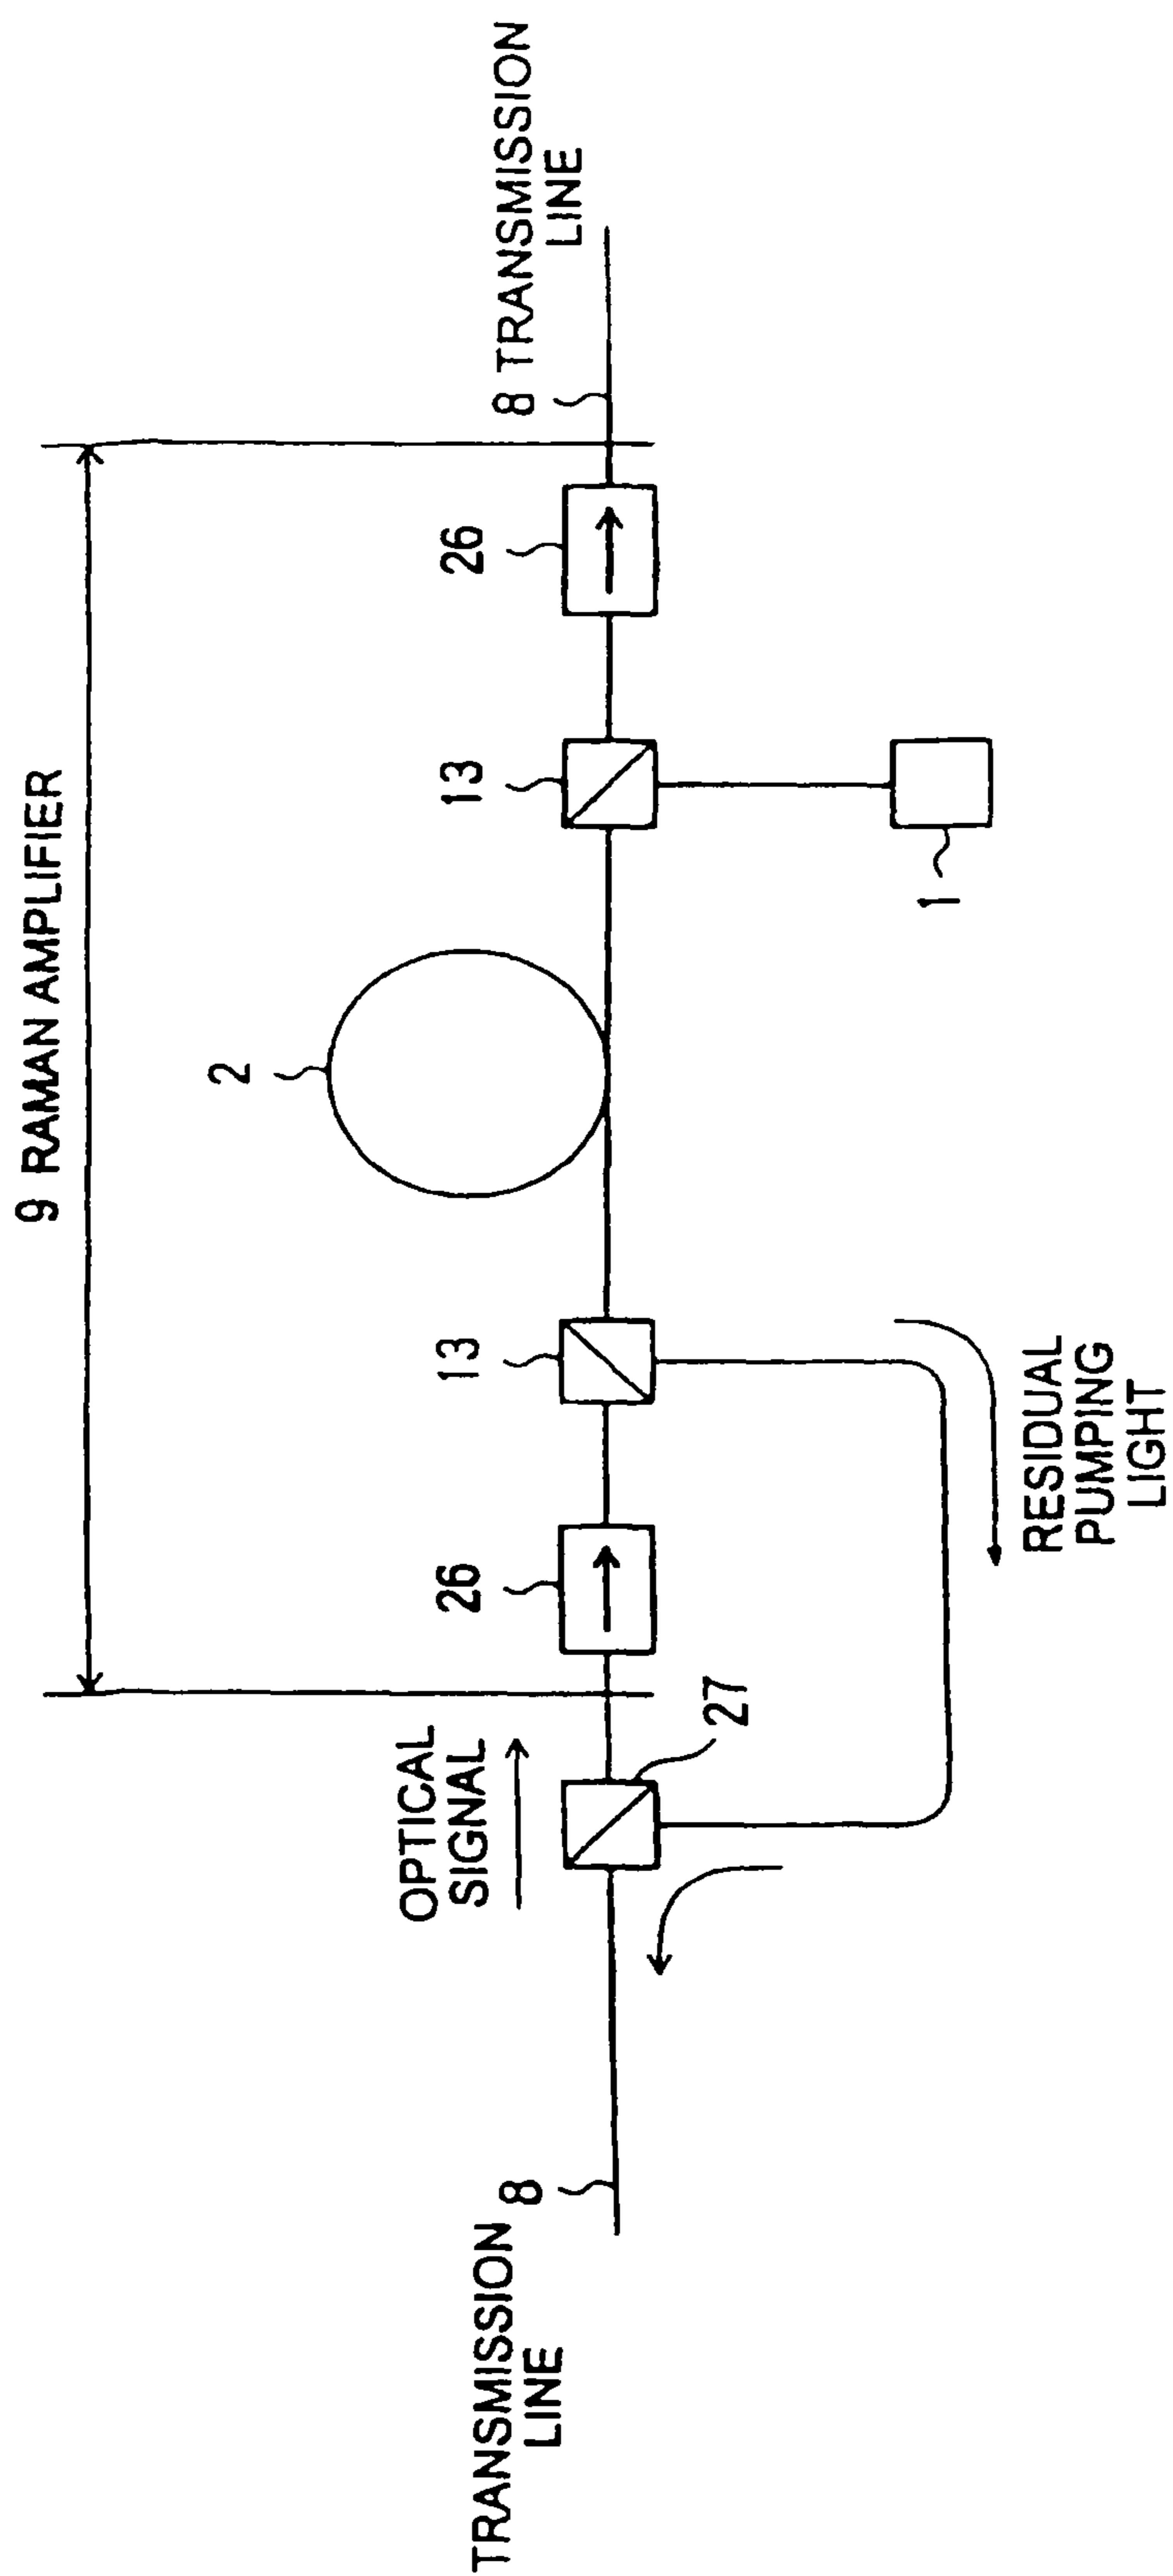 9 RAMAN AMPLIFIER
TRANSMISSION
LINE
8
OPTICAL
SIGNAL
27
26
13
2
13
26
8 TRANSMISSION
LINE
1
RESIDUAL
PUMPING
LIGHT